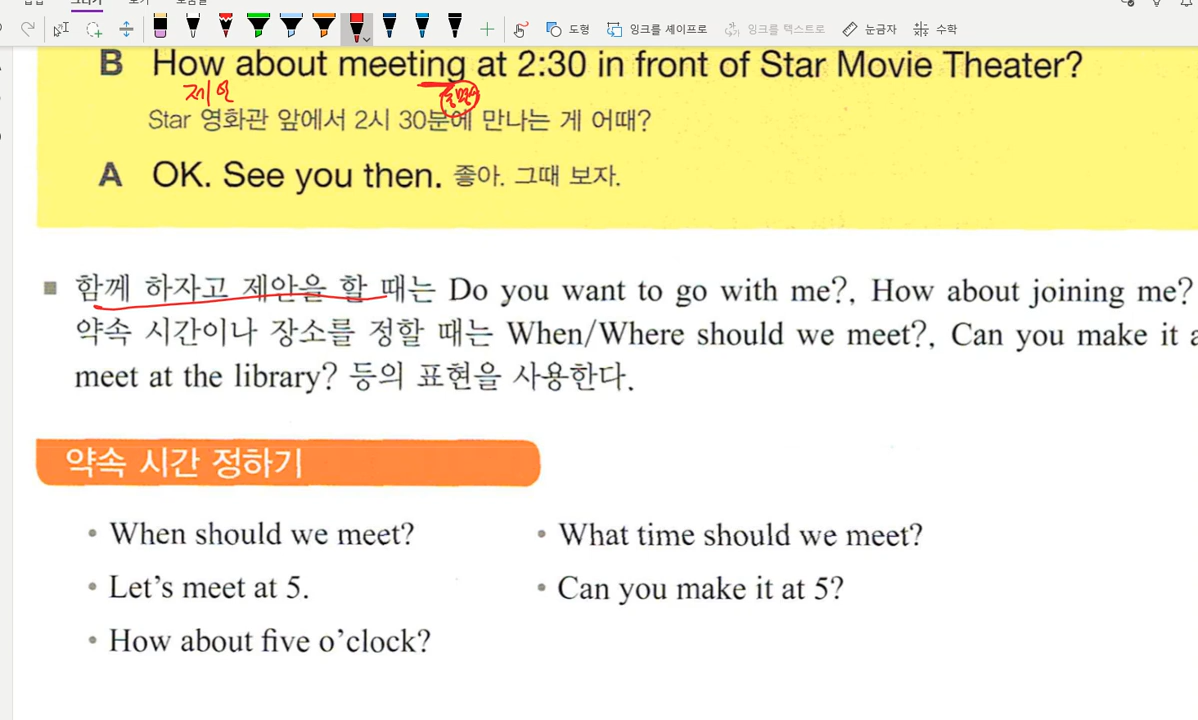 도형
잉크를 셰이프로
잉크를 텍스트로
눈금자
수학
B How about meeting at 2:30 in front of Star Movie Theater?
제안
동명사
Star 영화관 앞에서 2시 30분에 만나는 게 어때?
A OK. See you then. 좋아. 그때 보자.
■ 함께 하자고 제안을 할 때는 Do you want to go with me?, How about joining me?
약속 시간이나 장소를 정할 때는 When/Where should we meet?, Can you make it a
meet at the library? 등의 표현을 사용한다.
약속 시간 정하기
• When should we meet?
• What time should we meet?
• Let's meet at 5.
• Can you make it at 5?
• How about five o'clock?